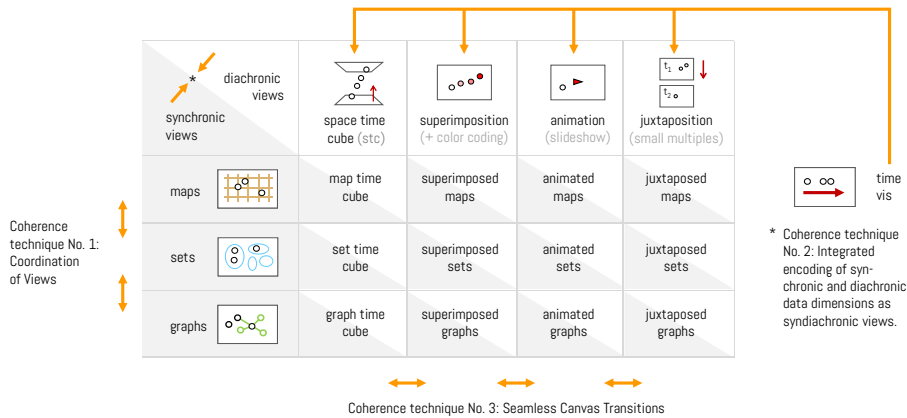 *
diachronic
views
synchronic
views
space time
cube (stc)
superimposition
(+ color coding)
animation
(slideshow)
t1
t2
juxtaposition
(small multiples)
maps
map time
cube
superimposed
maps
animated
maps
juxtaposed
maps
sets
set time
cube
superimposed
sets
animated
sets
juxtaposed
sets
graphs
graph time
cube
superimposed
graphs
animated
graphs
juxtaposed
graphs
Coherence
technique No. 1:
Coordination
of Views
time
vis
* Coherence technique
No. 2: Integrated
encoding of syn-
chronic and diachronic
data dimensions as
syndiachronic views.
Coherence technique No. 3: Seamless Canvas Transitions